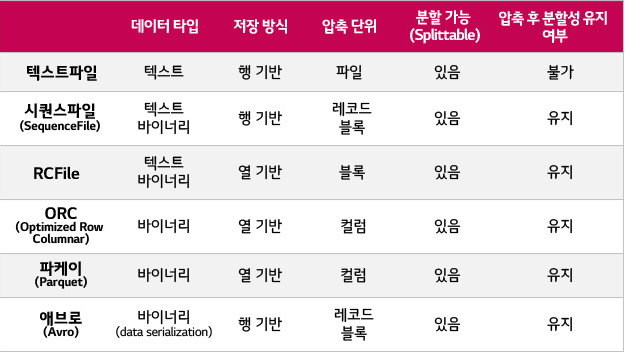 데이터 타입 저장 방식 압축 단위 분할 가능 (Splittable) 압축 후 분할성 유지 여부
텍스트파일 텍스트 행 기반 파일 있음 불가
시퀀스파일 (SequenceFile) 텍스트 바이너리 행 기반 레코드 블록 있음 유지
RCFile 텍스트 바이너리 열 기반 블록 있음 유지
ORC (Optimized Row Columnar) 바이너리 열 기반 컬럼 있음 유지
파케이 (Parquet) 바이너리 열 기반 컬럼 있음 유지
애브로 (Avro) 바이너리 (data serialization) 행 기반 레코드 블록 있음 유지